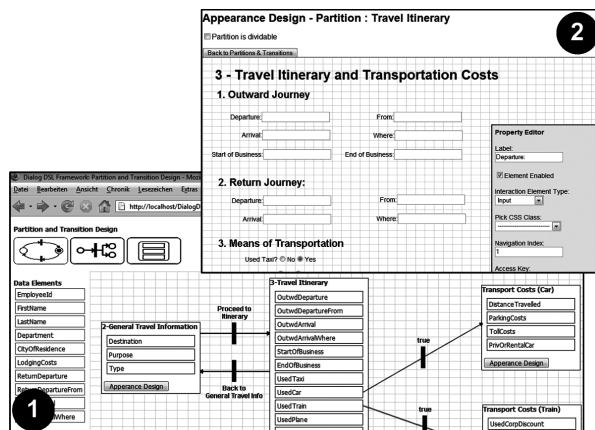 Appearance Design - Partition : Travel Itinerary
2
Partition is dividable
Back to Partitions & Transitions
3 - Travel Itinerary and Transportation Costs
1. Outward Journey
Departure:
From:
Arrival:
Where:
Start of Business:
End of Business:
2. Return Journey:
Departure:
From:
Arrival:
Where:
3. Means of Transportation
Used Taxi? No Yes
Property Editor
Label:
Departure:
Element Enabled
Interaction Element Type:
Input
Pick CSS Class:
Navigation Index:
1
Access Key:
Dialog DSL Framework: Partition and Transition Design - Moz
Datei Bearbeiten Ansicht Chronik Lesezeichen Extras
http://localhost/DialogD
Partition and Transition Design
Data Elements
EmployeeId
FirstName
LastName
Department
CityOfResidence
LodgingCosts
ReturnDeparture
ReturnDepartureFrom
Where
1
2-General Travel Information
Destination
Purpose
Type
Apperance Design
Proceed to
Itinerary
Back to
General Travel Info
3-Travel Itinerary
OutwdDeparture
OutwdDepartureFrom
OutwdArrival
OutwdArrivalWhere
StartOfBusiness
EndOfBusiness
UsedTaxi
UsedCar
UsedTrain
UsedPlane
true
true
Transport Costs (Car)
DistanceTravelled
ParkingCosts
TollCosts
PrivOrRentalCar
Apperance Design
Transport Costs (Train)
UsedCorpDiscount